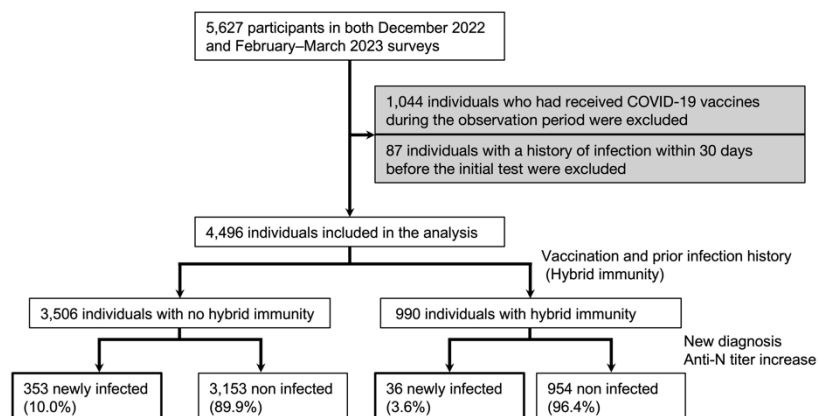 5,627 participants in both December 2022
and February–March 2023 surveys
1,044 individuals who had received COVID-19 vaccines
during the observation period were excluded
87 individuals with a history of infection within 30 days
before the initial test were excluded
4,496 individuals included in the analysis
Vaccination and prior infection history
(Hybrid immunity)
3,506 individuals with no hybrid immunity
990 individuals with hybrid immunity
New diagnosis
Anti-N titer increase
353 newly infected
(10.0%)
3,153 non infected
(89.9%)
36 newly infected
(3.6%)
954 non infected
(96.4%)